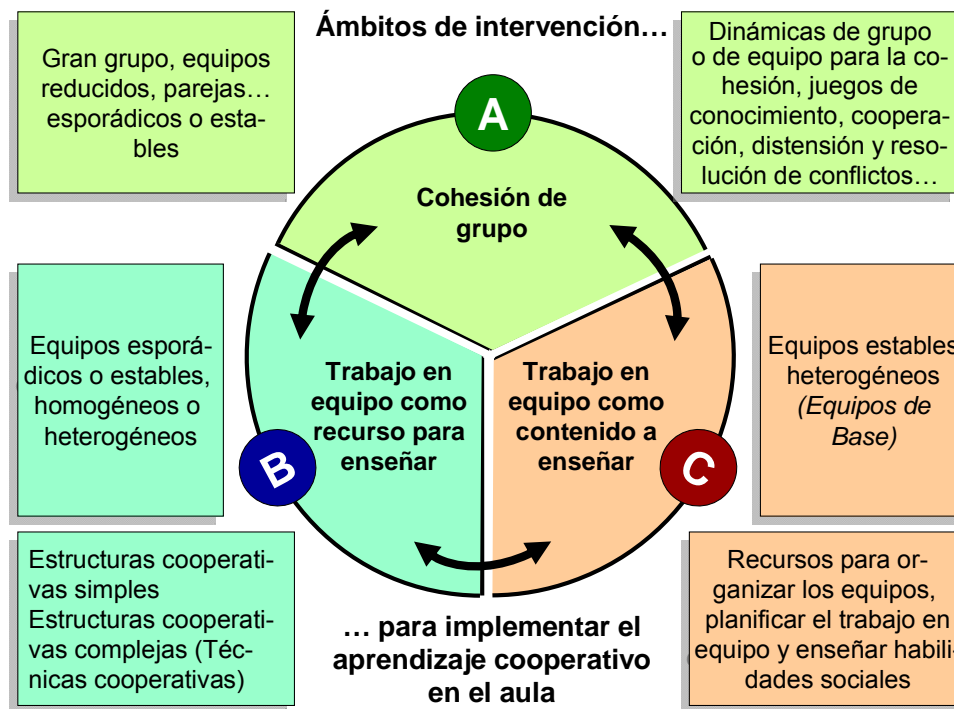 Ámbitos de intervención…
Gran grupo, equipos
reducidos, parejas…
esporádicos o esta-
bles
Dinámicas de grupo
o de equipo para la co-
hesión, juegos de
conocimiento, coopera-
ción, distensión y reso-
lución de conflictos…
A
Cohesión de
grupo
Equipos esporá-
dicos o estables,
homogéneos o
heterogéneos
Trabajo en
equipo como
recurso para
enseñar
B
Trabajo en
equipo como
contenido a
enseñar
C
Equipos estables
heterogéneos
(Equipos de
Base)
Estructuras cooperati-
vas simples
Estructuras cooperati-
vas complejas (Téc-
nicas cooperativas)
… para implementar el
aprendizaje cooperativo
en el aula
Recursos para or-
ganizar los equipos,
planificar el trabajo en
equipo y enseñar habili-
dades sociales